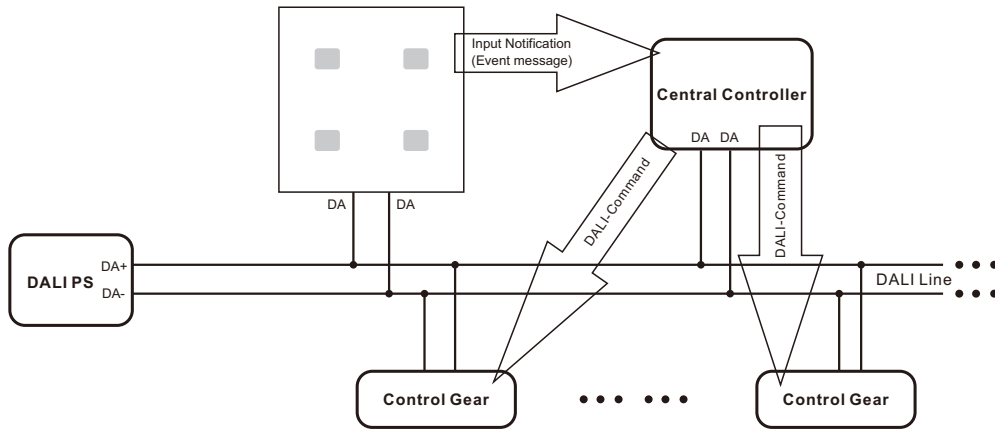 Input Notification
(Event message)
Central Controller
DA DA
DALI-Command
DALI-Command
DA DA
DALI PS
DA+
DA-
DALI Line
Control Gear
Control Gear